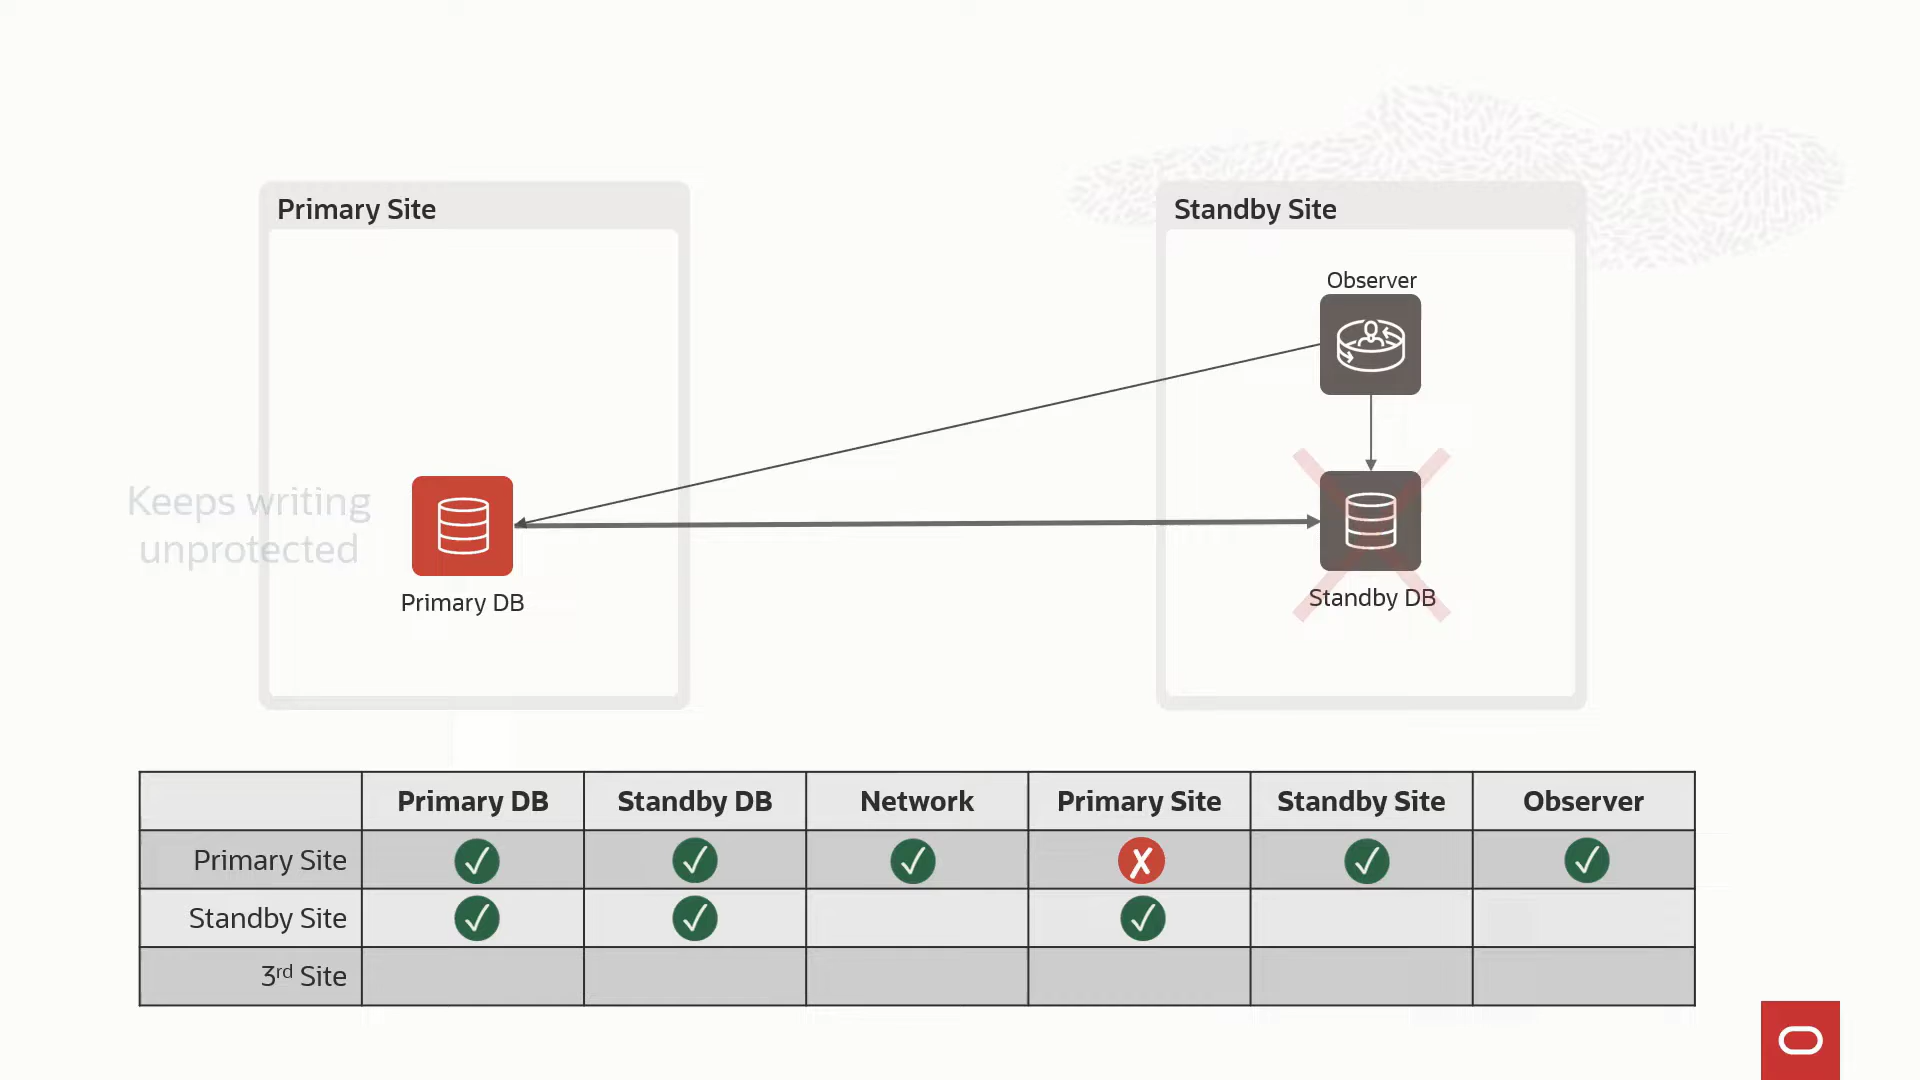 Primary Site
Standby Site
Observer
Keeps writing
unprotected
Primary DB
Standby DB
Primary DB Standby DB Network Primary Site Standby Site Observer
Primary Site ✓ ✓ ✓ ✗ ✓ ✓
Standby Site ✓ ✓ ✓
3rd Site